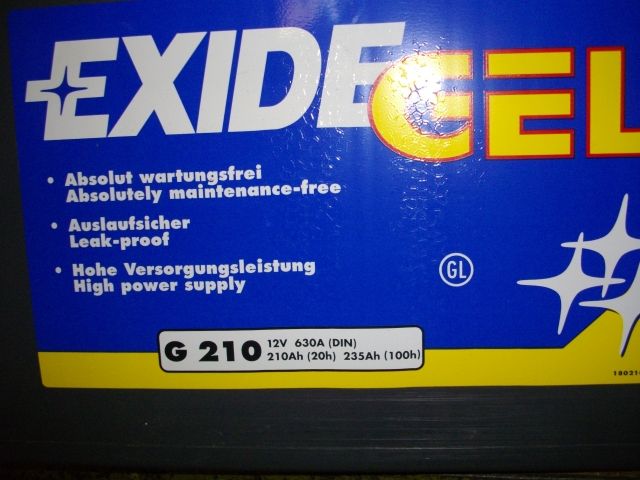 EXIDE GEL
• Absolut wartungsfrei
Absolutely maintenance-free
• Auslaufsicher
Leak-proof
• Hohe Versorgungsleistung
High power supply
GL
G 210
12V 630A (DIN)
210Ah (20h) 235Ah (100h)